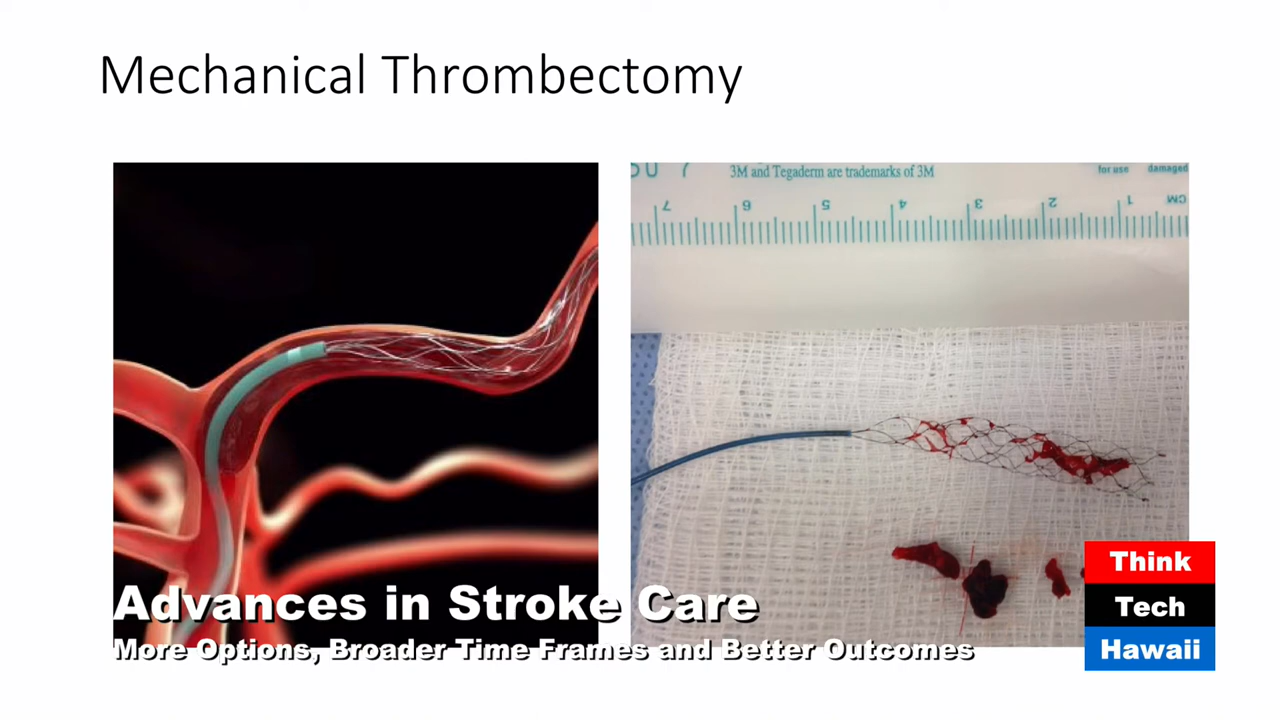 Mechanical Thrombectomy
3M and Tegaderm are trademarks of 3M
for use
damaged
7 6 5 4 3 2 1 CM
Advances in Stroke Care
More Options, Broader Time Frames and Better Outcomes
Think
Tech
Hawaii